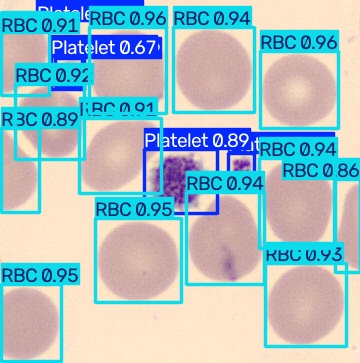 RBC 0.91
RBC 0.96
RBC 0.94
Platelet 0.67
RBC 0.96
RBC 0.92
RBC 0.89
RBC 0.91
Platelet 0.89
RBC 0.94
RBC 0.86
RBC 0.94
RBC 0.95
RBC 0.93
RBC 0.95